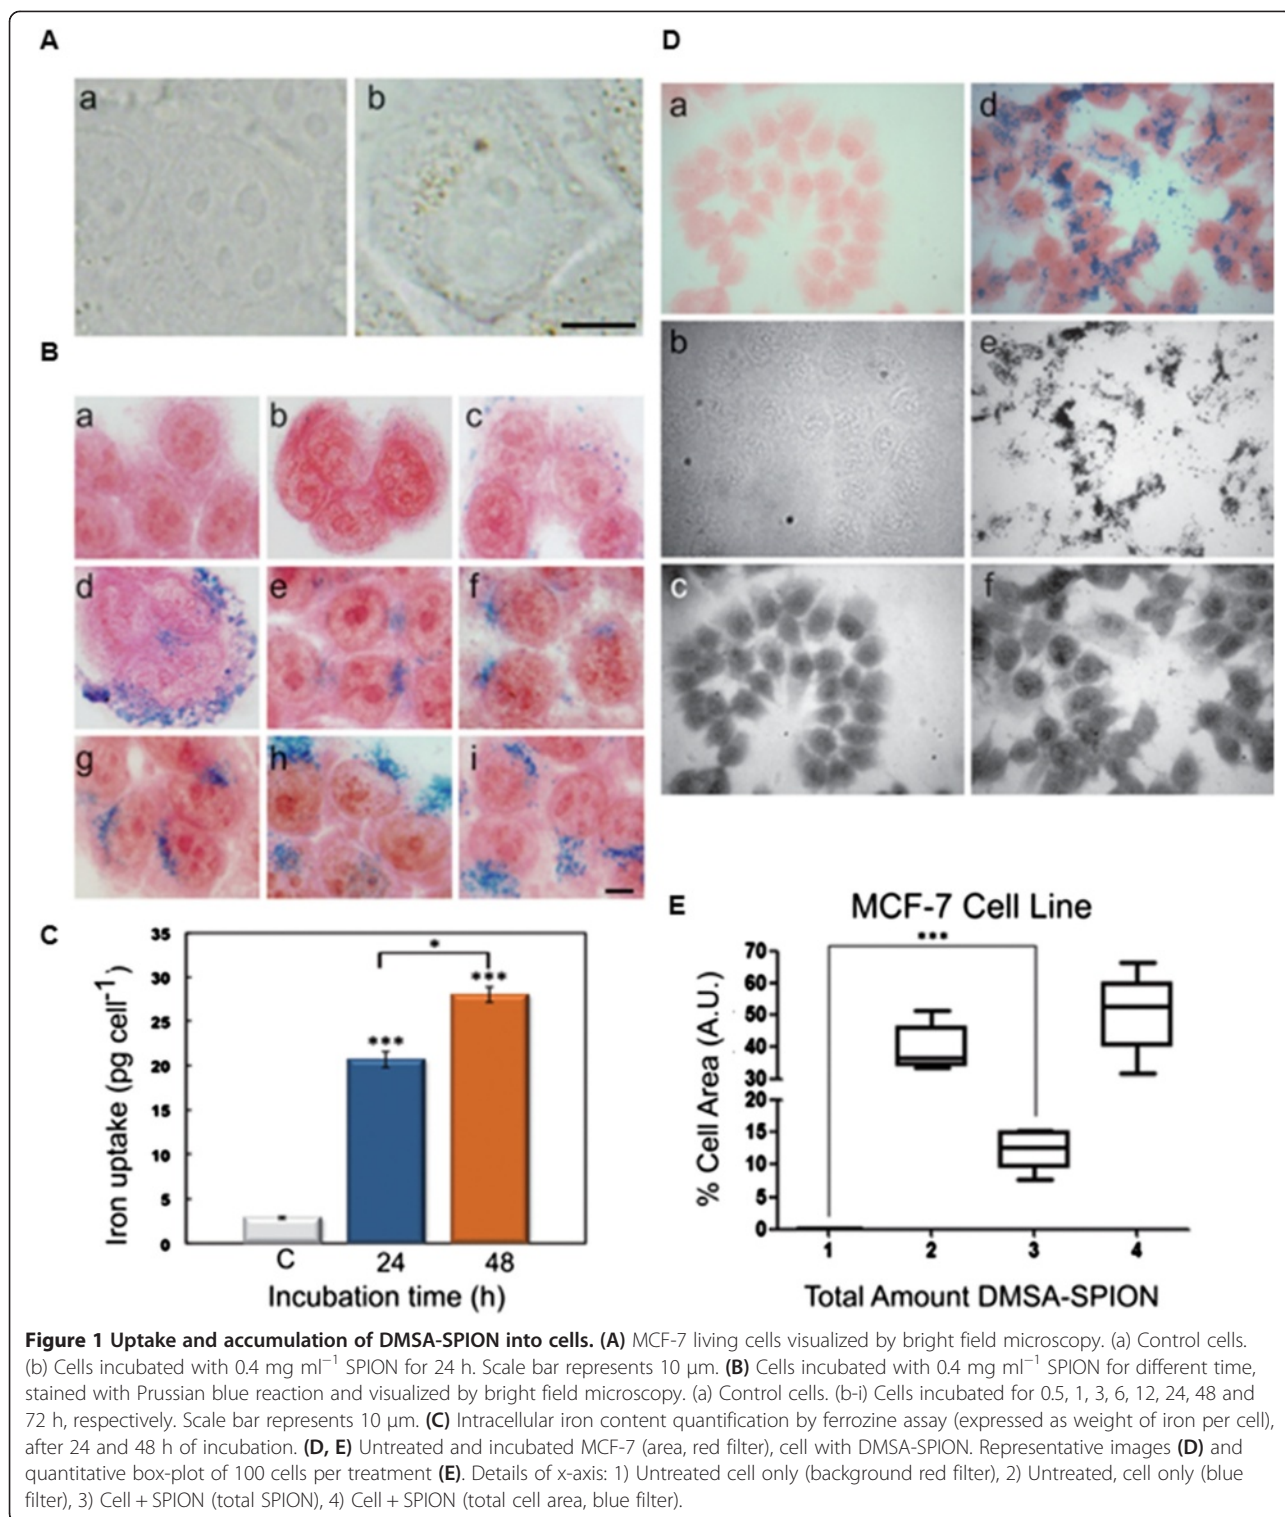 A
a
b
B
a
b
c
d
e
f
g
h
i
C
35
30
25
20
15
10
5
0
Iron uptake (pg cell⁻¹)
*
***
***
C
24
48
Incubation time (h)
D
a
d
b
e
c
f
E
MCF-7 Cell Line
***
70
60
50
40
30
20
15
10
5
0
% Cell Area (A.U.)
1
2
3
4
Total Amount DMSA-SPION
Figure 1 Uptake and accumulation of DMSA-SPION into cells. (A) MCF-7 living cells visualized by bright field microscopy. (a) Control cells.
(b) Cells incubated with 0.4 mg ml⁻¹ SPION for 24 h. Scale bar represents 10 μm. (B) Cells incubated with 0.4 mg ml⁻¹ SPION for different time,
stained with Prussian blue reaction and visualized by bright field microscopy. (a) Control cells. (b-i) Cells incubated for 0.5, 1, 3, 6, 12, 24, 48 and
72 h, respectively. Scale bar represents 10 μm. (C) Intracellular iron content quantification by ferrozine assay (expressed as weight of iron per cell),
after 24 and 48 h of incubation. (D, E) Untreated and incubated MCF-7 (area, red filter), cell with DMSA-SPION. Representative images (D) and
quantitative box-plot of 100 cells per treatment (E). Details of x-axis: 1) Untreated cell only (background red filter), 2) Untreated, cell only (blue
filter), 3) Cell + SPION (total SPION), 4) Cell + SPION (total cell area, blue filter).